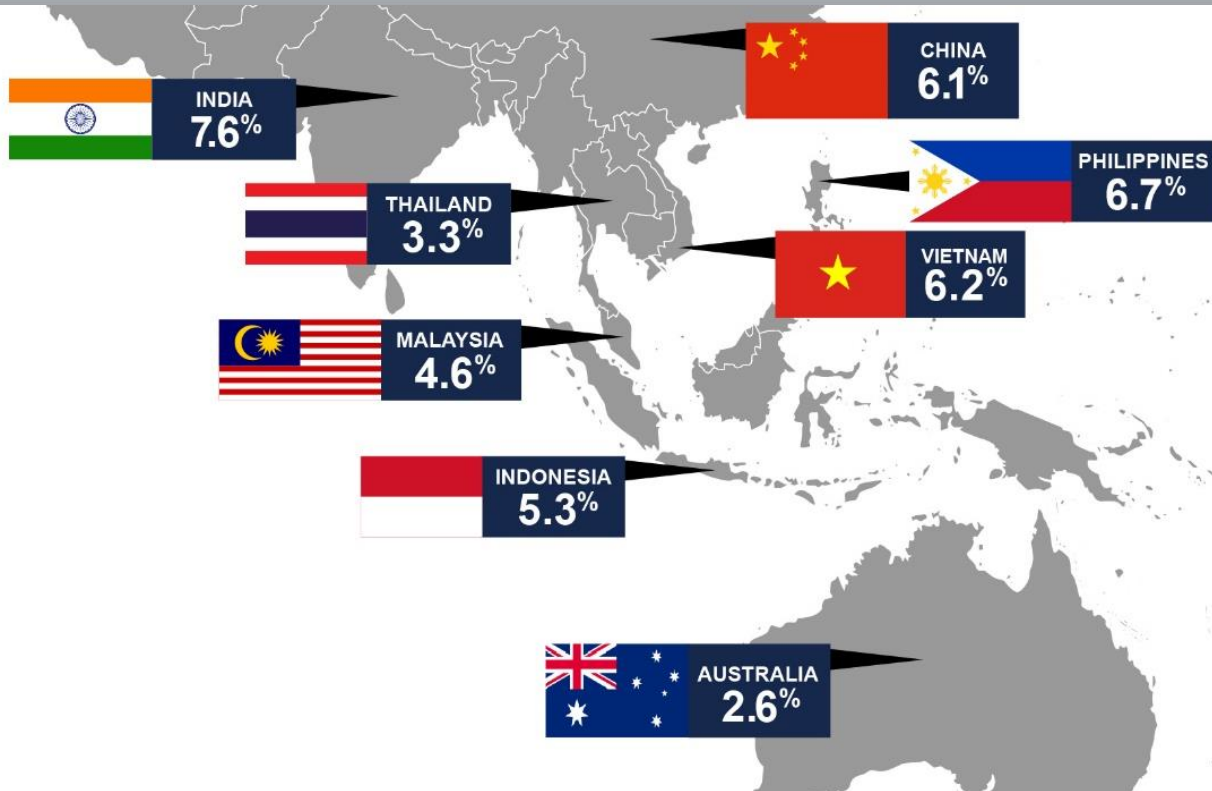 CHINA
6.1%
INDIA
7.6%
PHILIPPINES
6.7%
THAILAND
3.3%
VIETNAM
6.2%
MALAYSIA
4.6%
INDONESIA
5.3%
AUSTRALIA
2.6%